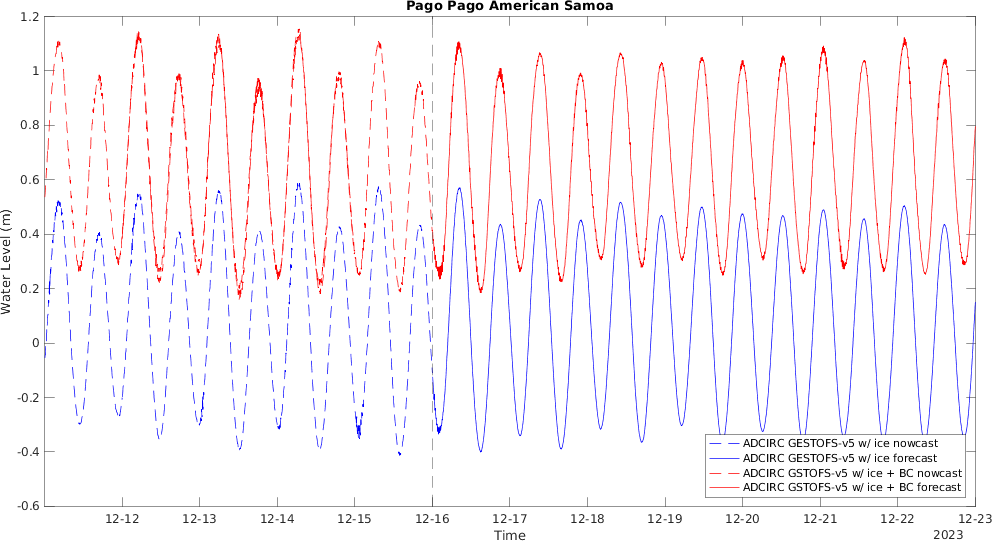 Pago Pago American Samoa
1.2
1
0.8
0.6
0.4
0.2
0
-0.2
-0.4
-0.6
Water Level (m)
ADCIRC GESTOFS-v5 w/ ice nowcast
ADCIRC GESTOFS-v5 w/ ice forecast
ADCIRC GSTOFS-v5 w/ ice + BC nowcast
ADCIRC GSTOFS-v5 w/ ice + BC forecast
12-12 12-13 12-14 12-15 12-16 12-17 12-18 12-19 12-20 12-21 12-22 12-23
Time
2023